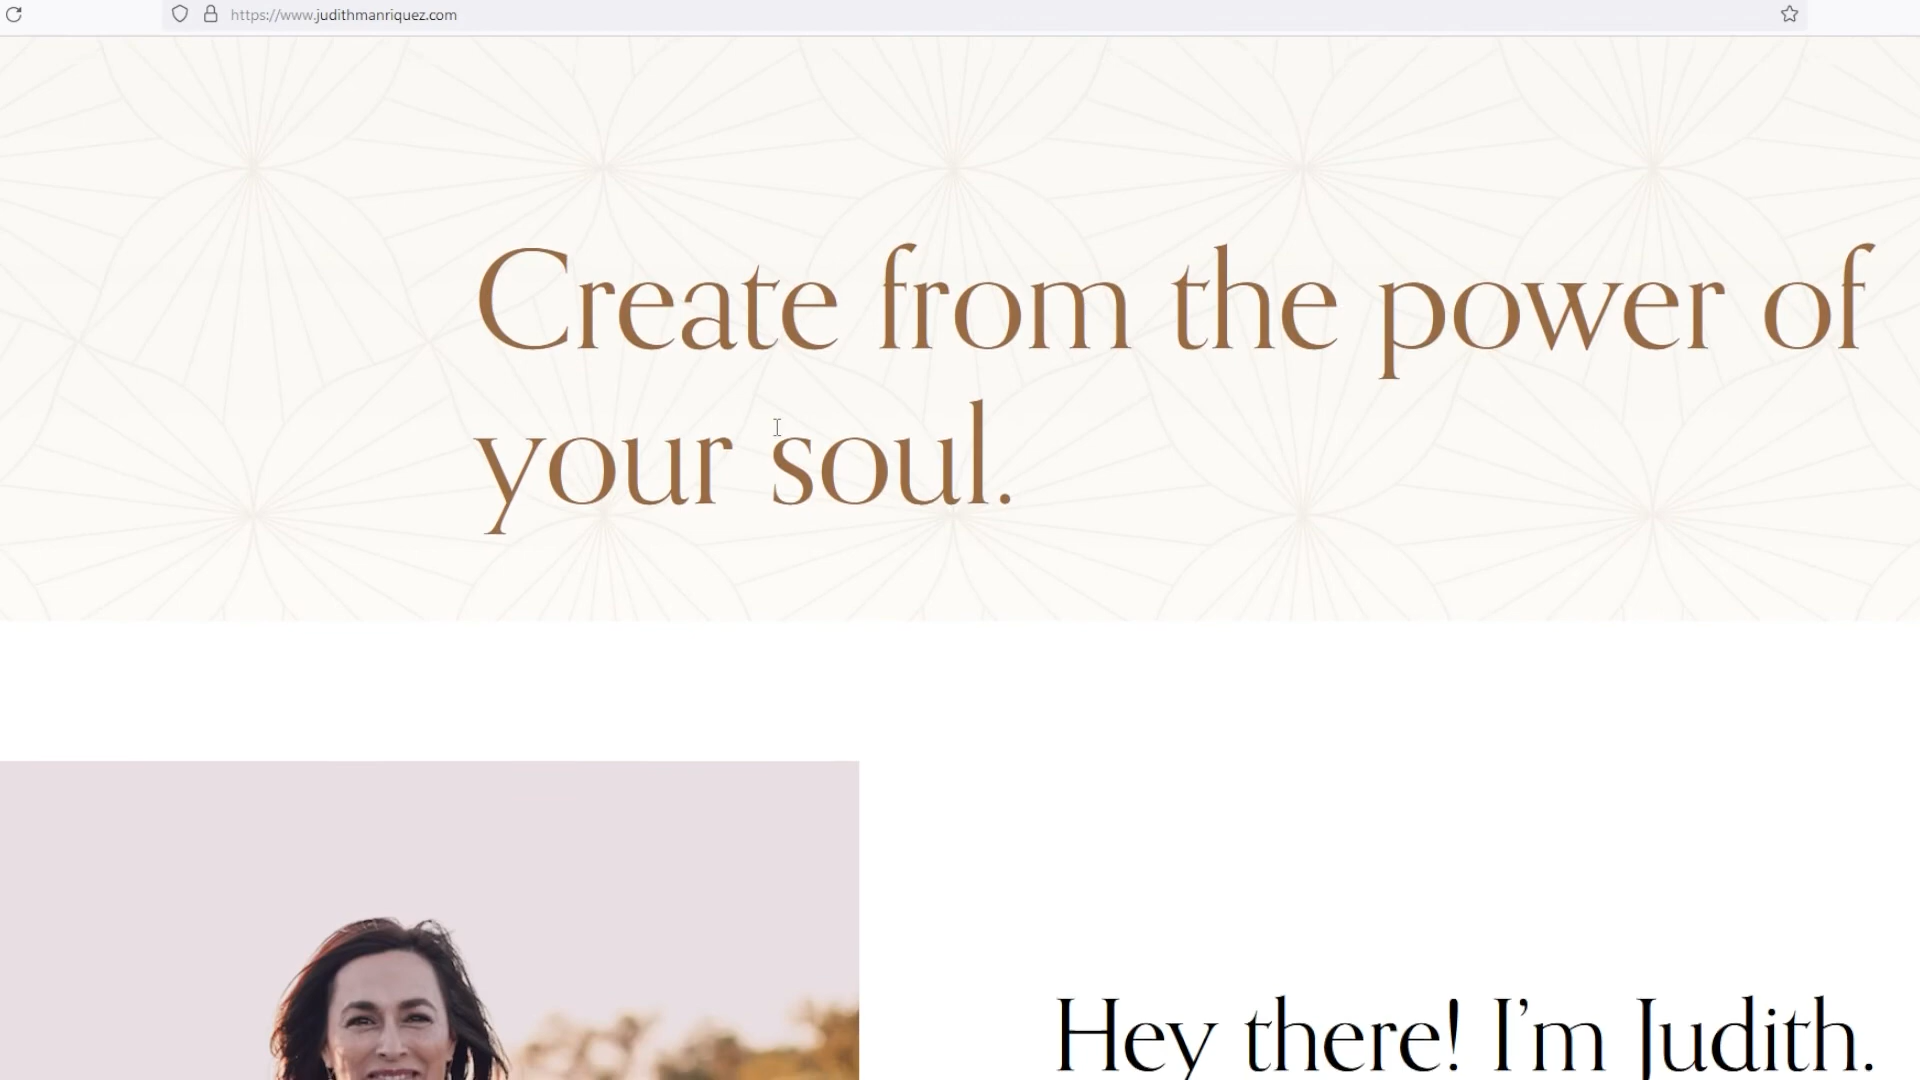 https://www.judithmanriquez.com
Create from the power of
your soul.
Hey there! I’m Judith.